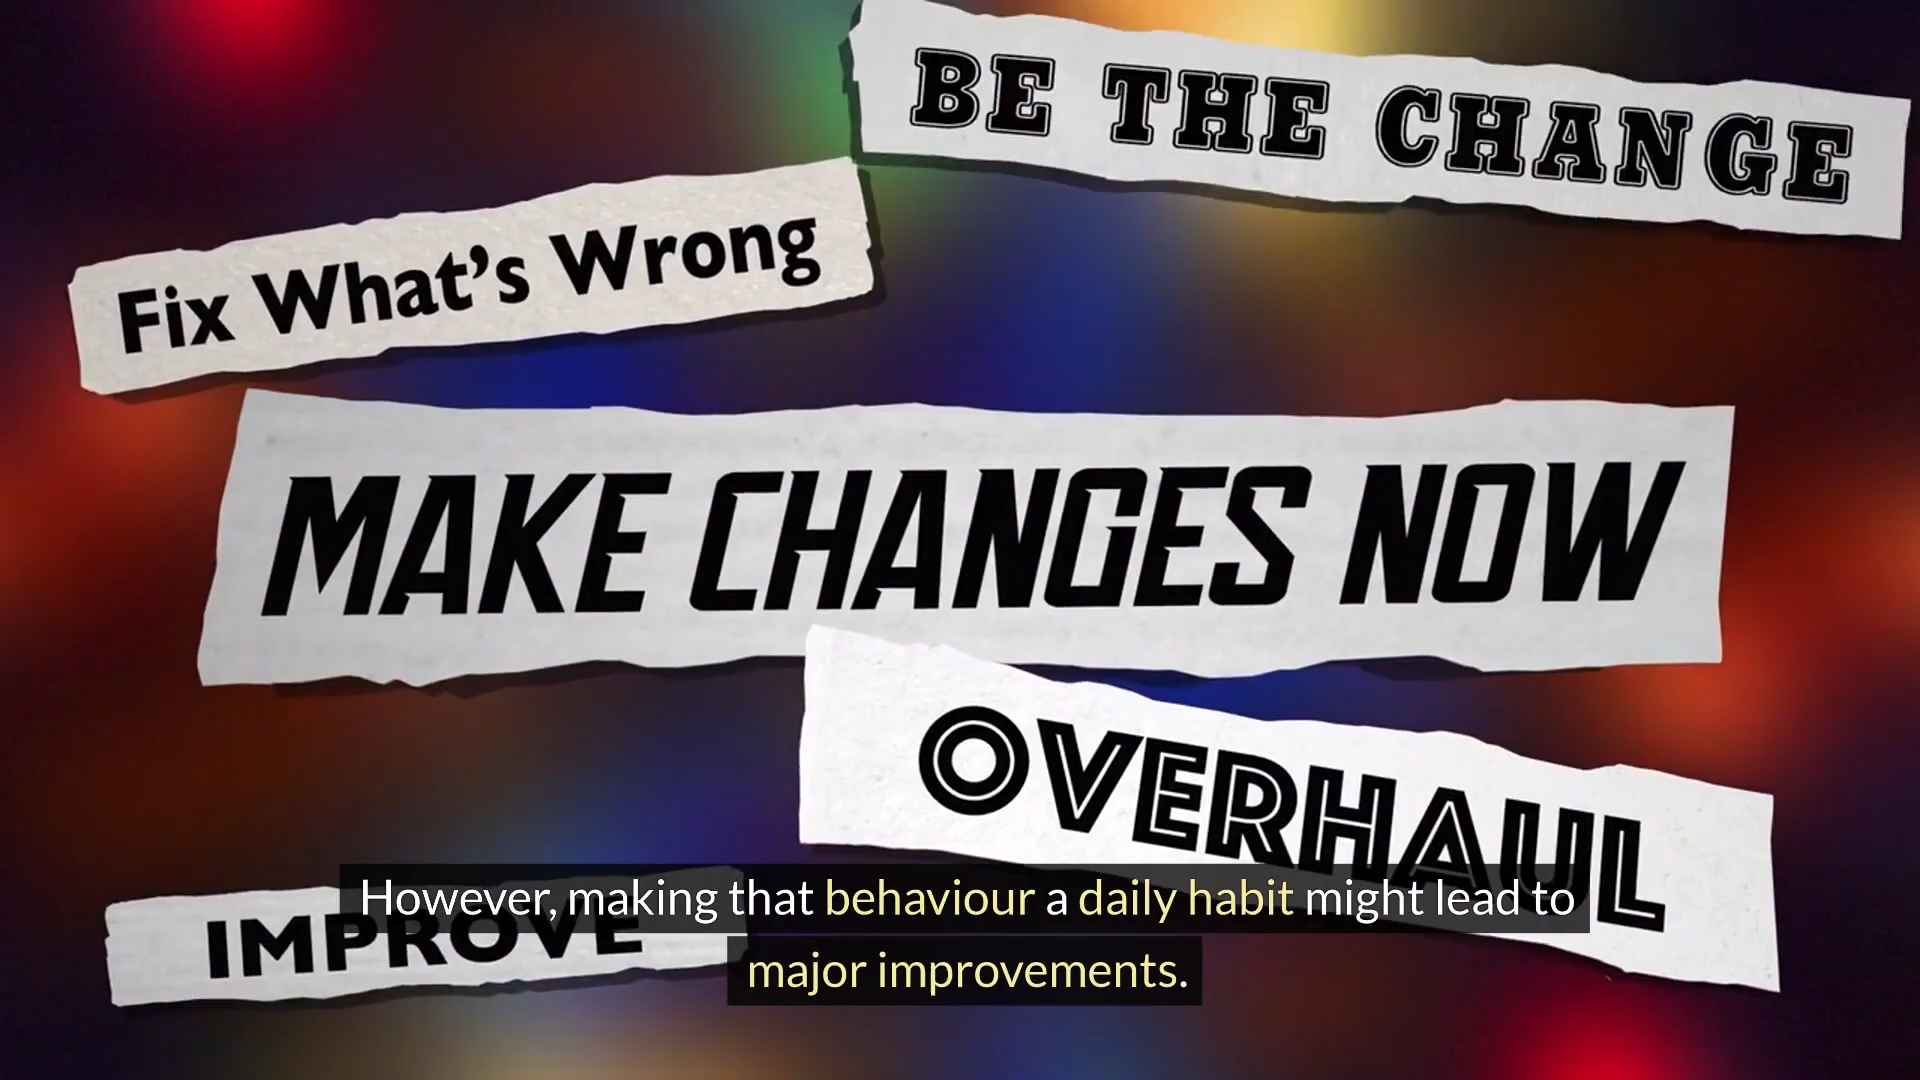 BE THE CHANGE
Fix What's Wrong
MAKE CHANGES NOW
OVERHAUL
IMPROVE
However, making that behaviour a daily habit might lead to
major improvements.